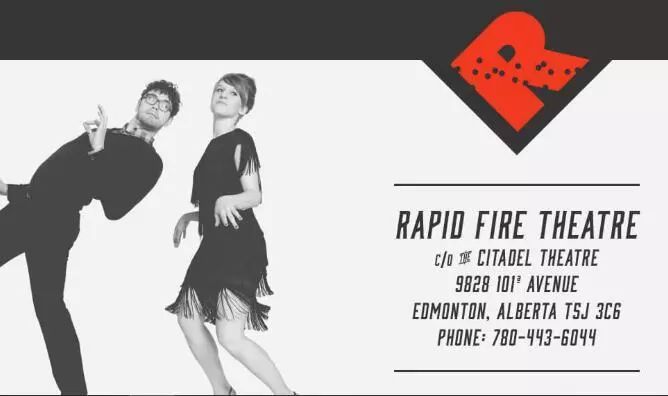 R
RAPID FIRE THEATRE
c/o THE CITADEL THEATRE
9828 101ª AVENUE
EDMONTON, ALBERTA T5J 3C6
PHONE: 780-443-6044